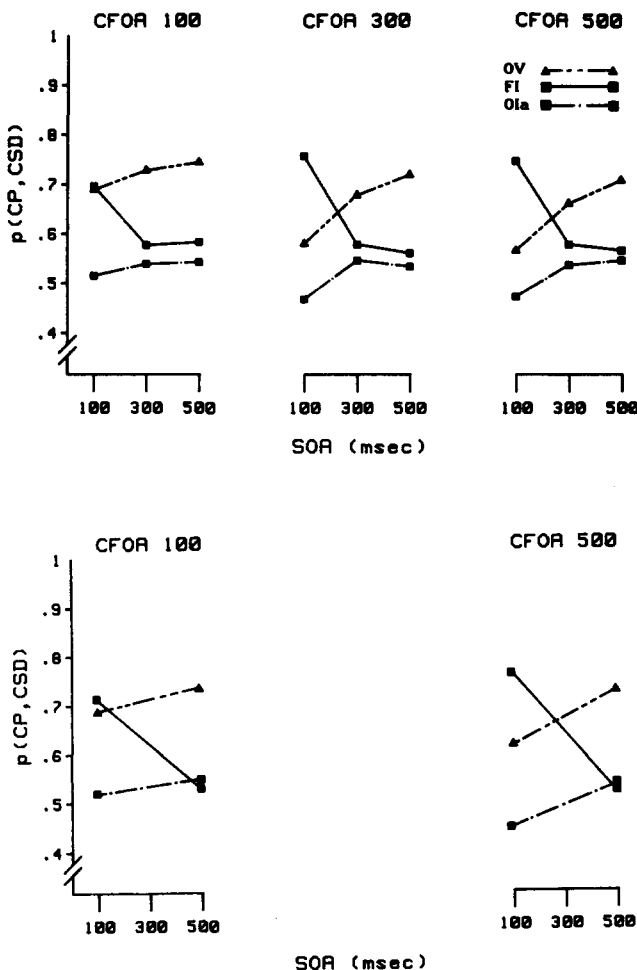 CFOA 100 CFOA 300 CFOA 500
1
.9
.8
.7
.6
.5
.4
p(CP,CSD)
OV
FI
OIa
100 300 500 100 300 500 100 300 500
SOA (msec)
CFOA 100 CFOA 500
1
.9
.8
.7
.6
.5
.4
p(CP,CSD)
100 300 500 100 300 500
SOA (msec)